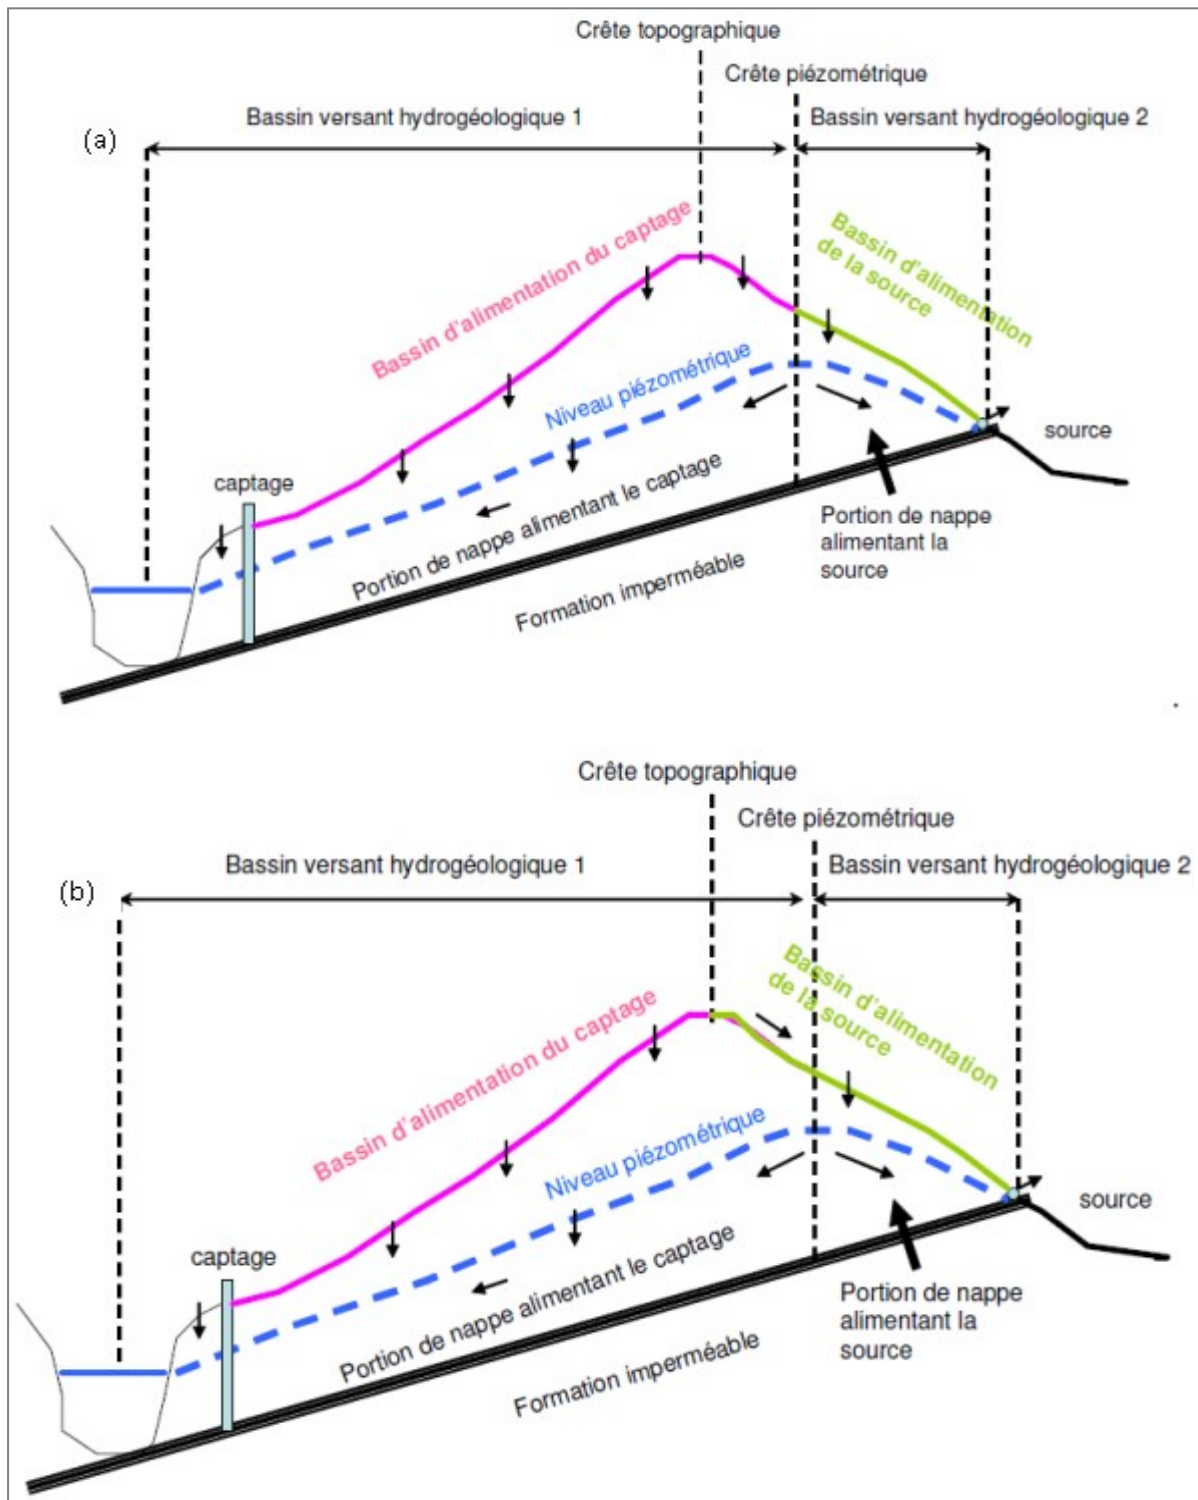 Crête topographique
Crête piézométrique
Bassin versant hydrogéologique 1
Bassin versant hydrogéologique 2
(a)
Bassin d'alimentation du captage
Bassin d'alimentation
de la source
Niveau piézométrique
captage
source
Portion de nappe alimentant le captage
Portion de nappe
alimentant la
source
Formation imperméable
Crête topographique
Crête piézométrique
Bassin versant hydrogéologique 1
Bassin versant hydrogéologique 2
(b)
Bassin d'alimentation du captage
Bassin d'alimentation
de la source
Niveau piézométrique
captage
source
Portion de nappe alimentant le captage
Portion de nappe
alimentant la
source
Formation imperméable